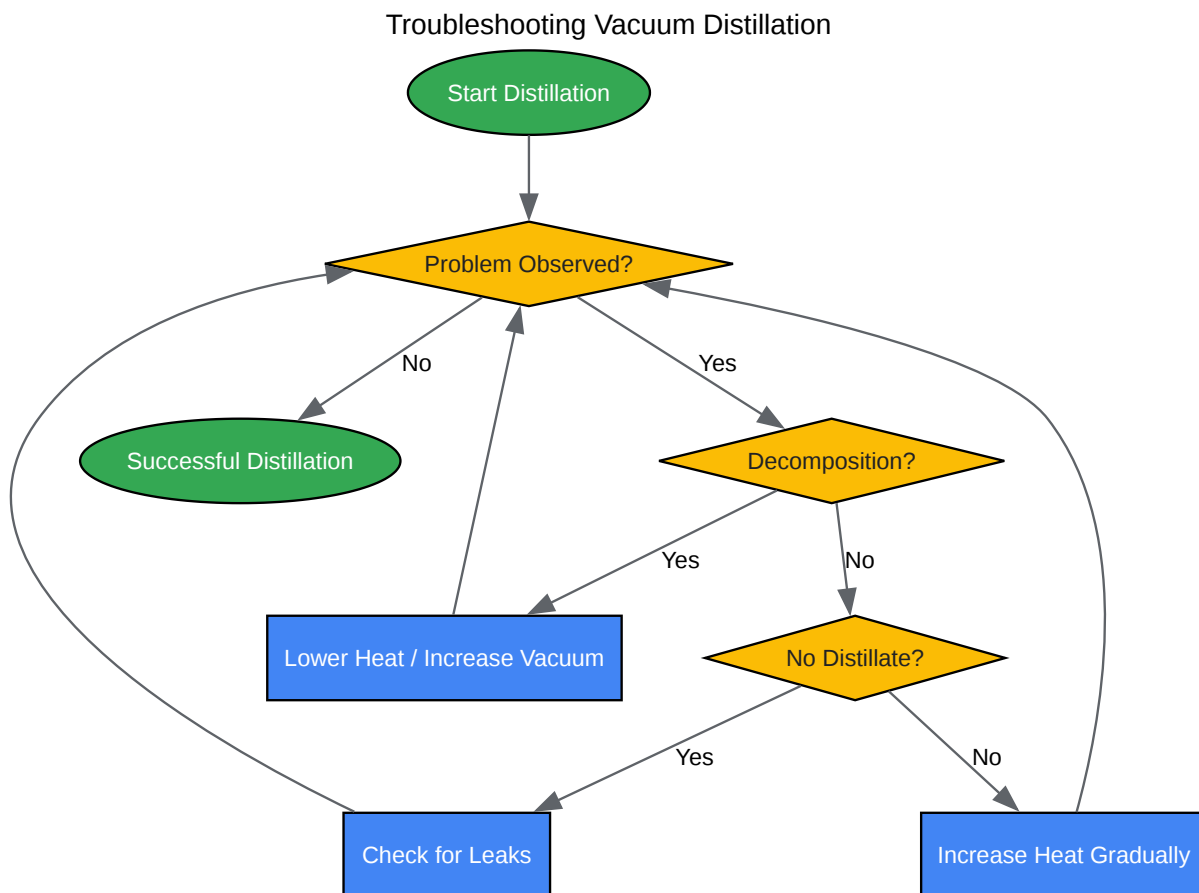 Troubleshooting Vacuum Distillation
Start Distillation
Problem Observed?
No
Yes
Successful Distillation
Decomposition?
Yes
No
Lower Heat / Increase Vacuum
No Distillate?
Yes
No
Check for Leaks
Increase Heat Gradually